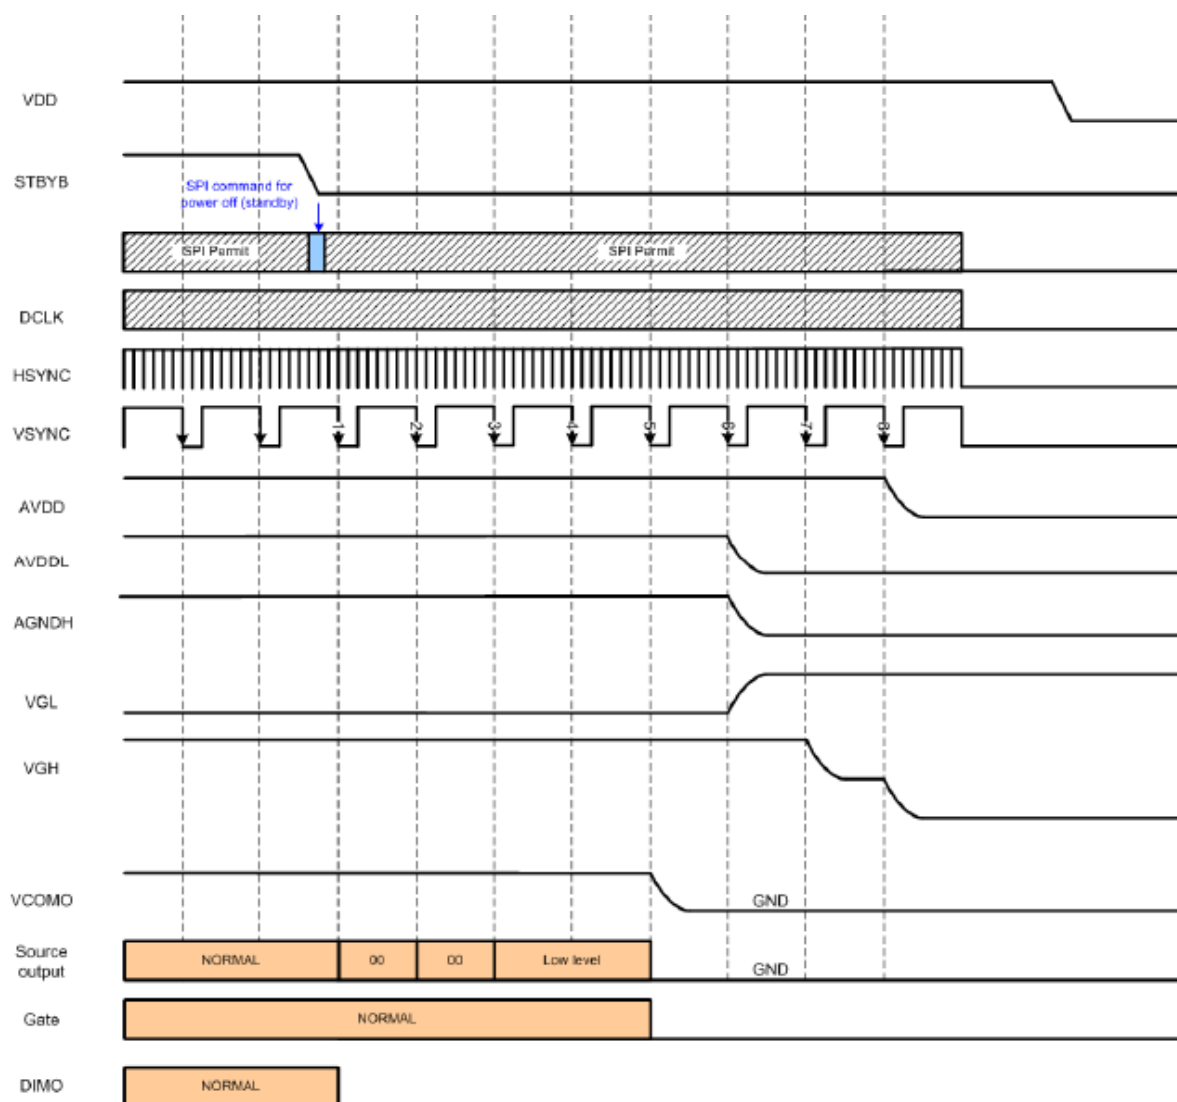 VDD
STBYB
SPI command for
power off (standby)
SPI Permit
SPI Permit
DCLK
HSYNC
VSYNC
1
2
3
4
5
6
7
8
AVDD
AVDDL
AGNDH
VGL
VGH
VCOMO
GND
Source
output
NORMAL
00
00
Low level
GND
Gate
NORMAL
DIMO
NORMAL